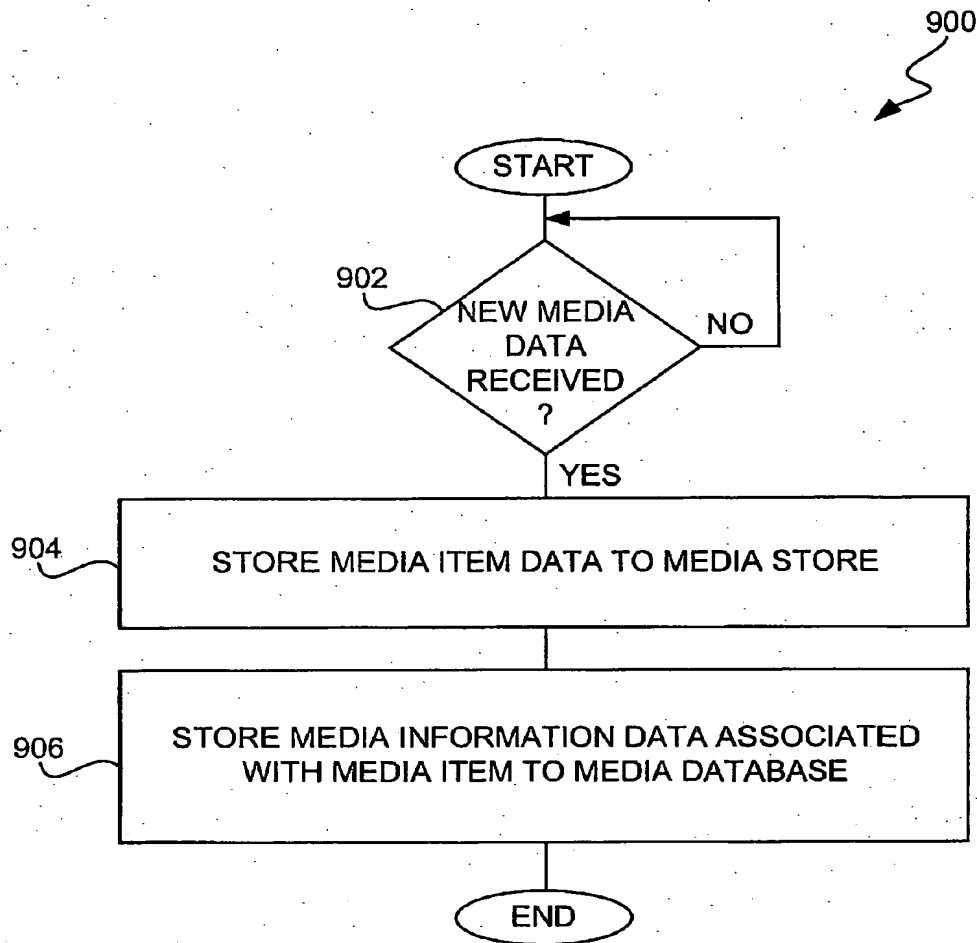 900
START
902
NEW MEDIA
DATA
RECEIVED
?
NO
YES
904
STORE MEDIA ITEM DATA TO MEDIA STORE
906
STORE MEDIA INFORMATION DATA ASSOCIATED
WITH MEDIA ITEM TO MEDIA DATABASE
END